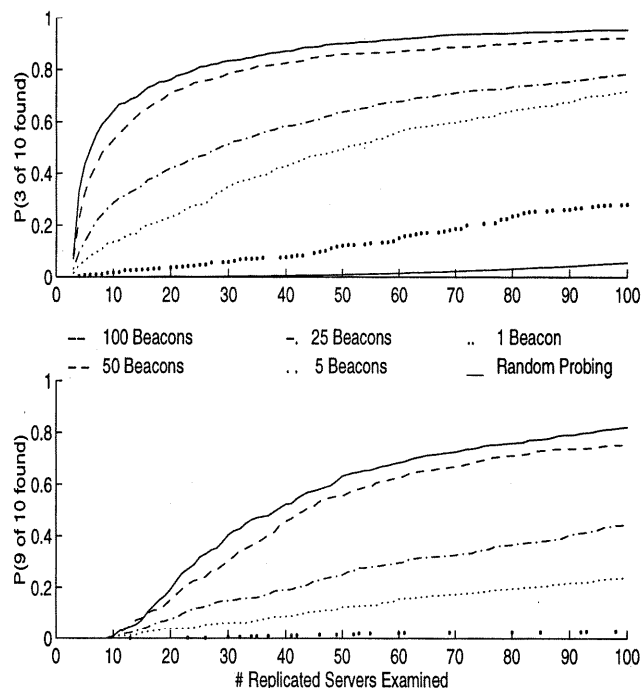 P(3 of 10 found)
1
0.8
0.6
0.4
0.2
0
0 10 20 30 40 50 60 70 80 90 100
-- 100 Beacons -. 25 Beacons .. 1 Beacon
-- 50 Beacons .. 5 Beacons — Random Probing
P(9 of 10 found)
1
0.8
0.6
0.4
0.2
0
0 10 20 30 40 50 60 70 80 90 100
# Replicated Servers Examined